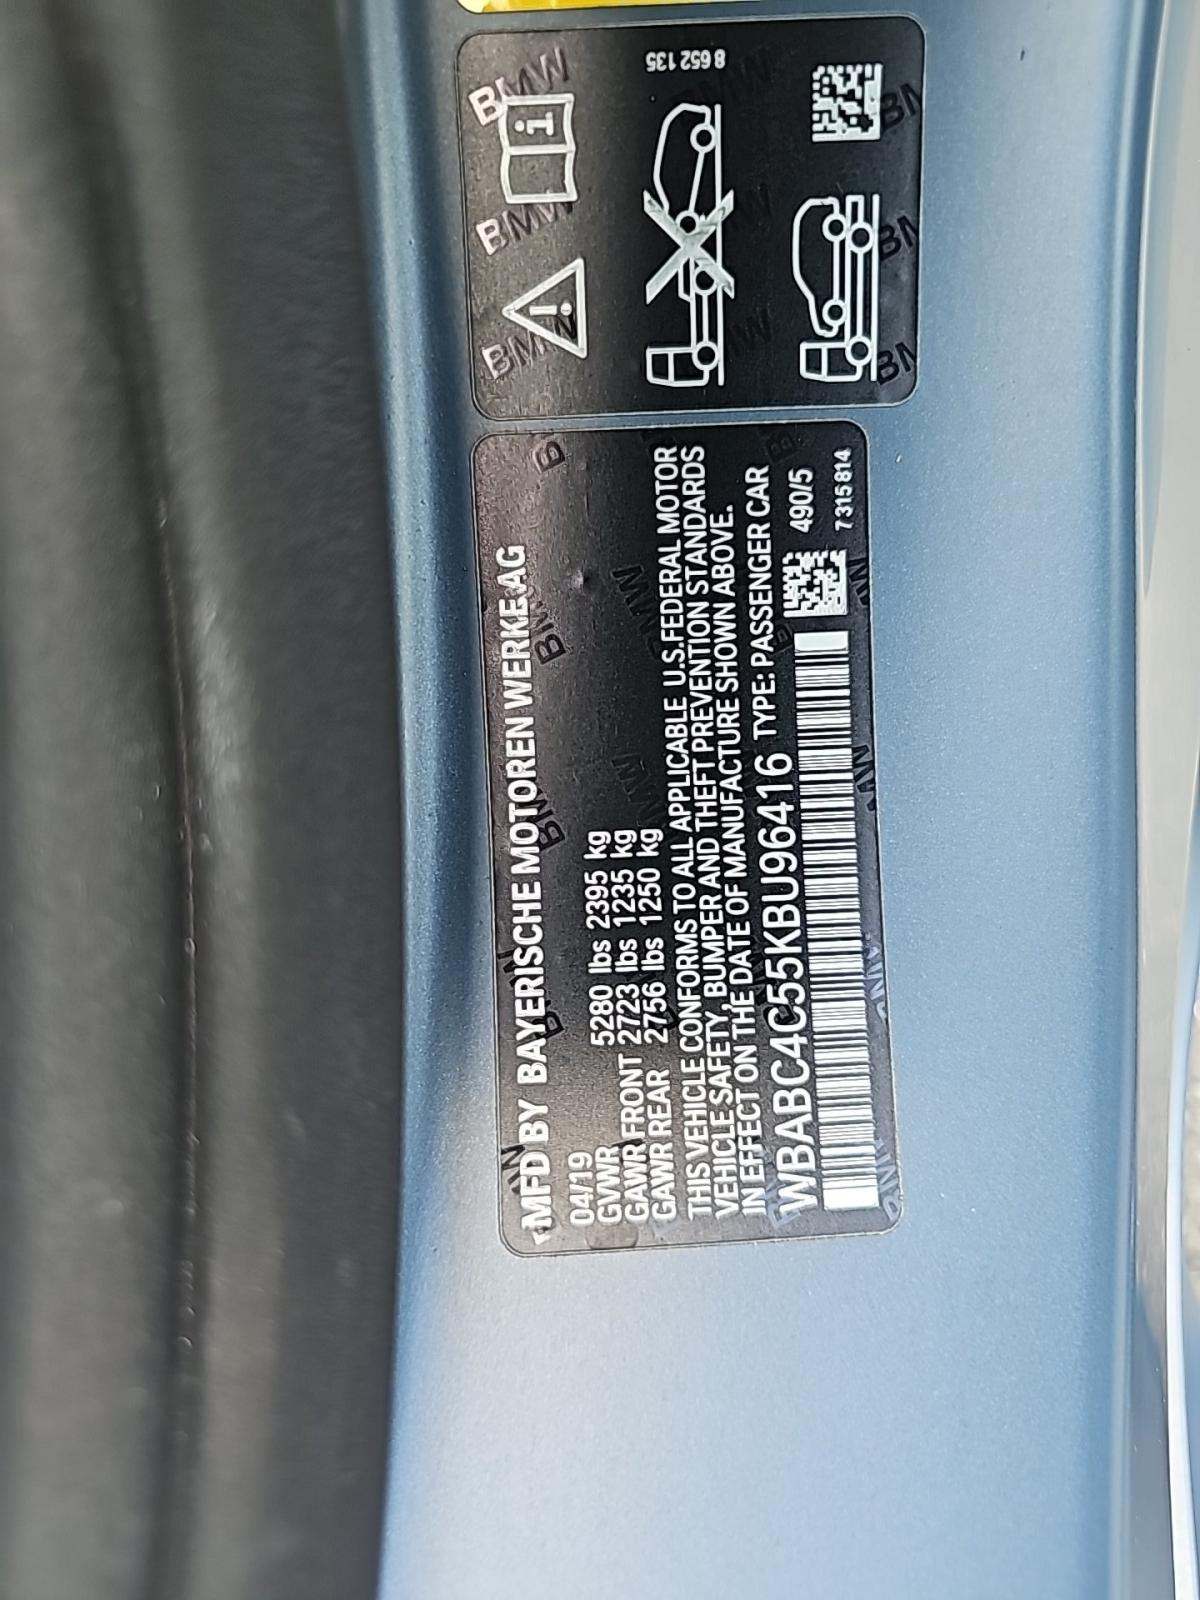 MFD BY BAYERISCHE MOTOREN WERKE AG
04/19
GVWR 5280 lbs 2395 kg
GAWR FRONT 2723 lbs 1235 kg
GAWR REAR 2756 lbs 1250 kg
THIS VEHICLE CONFORMS TO ALL APPLICABLE U.S.FEDERAL MOTOR
VEHICLE SAFETY, BUMPER AND THEFT PREVENTION STANDARDS
IN EFFECT ON THE DATE OF MANUFACTURE SHOWN ABOVE.
WBABC4C55KBU96416 TYPE: PASSENGER CAR
490/5
7315814
BMW
BMW
BMW
8 652 135